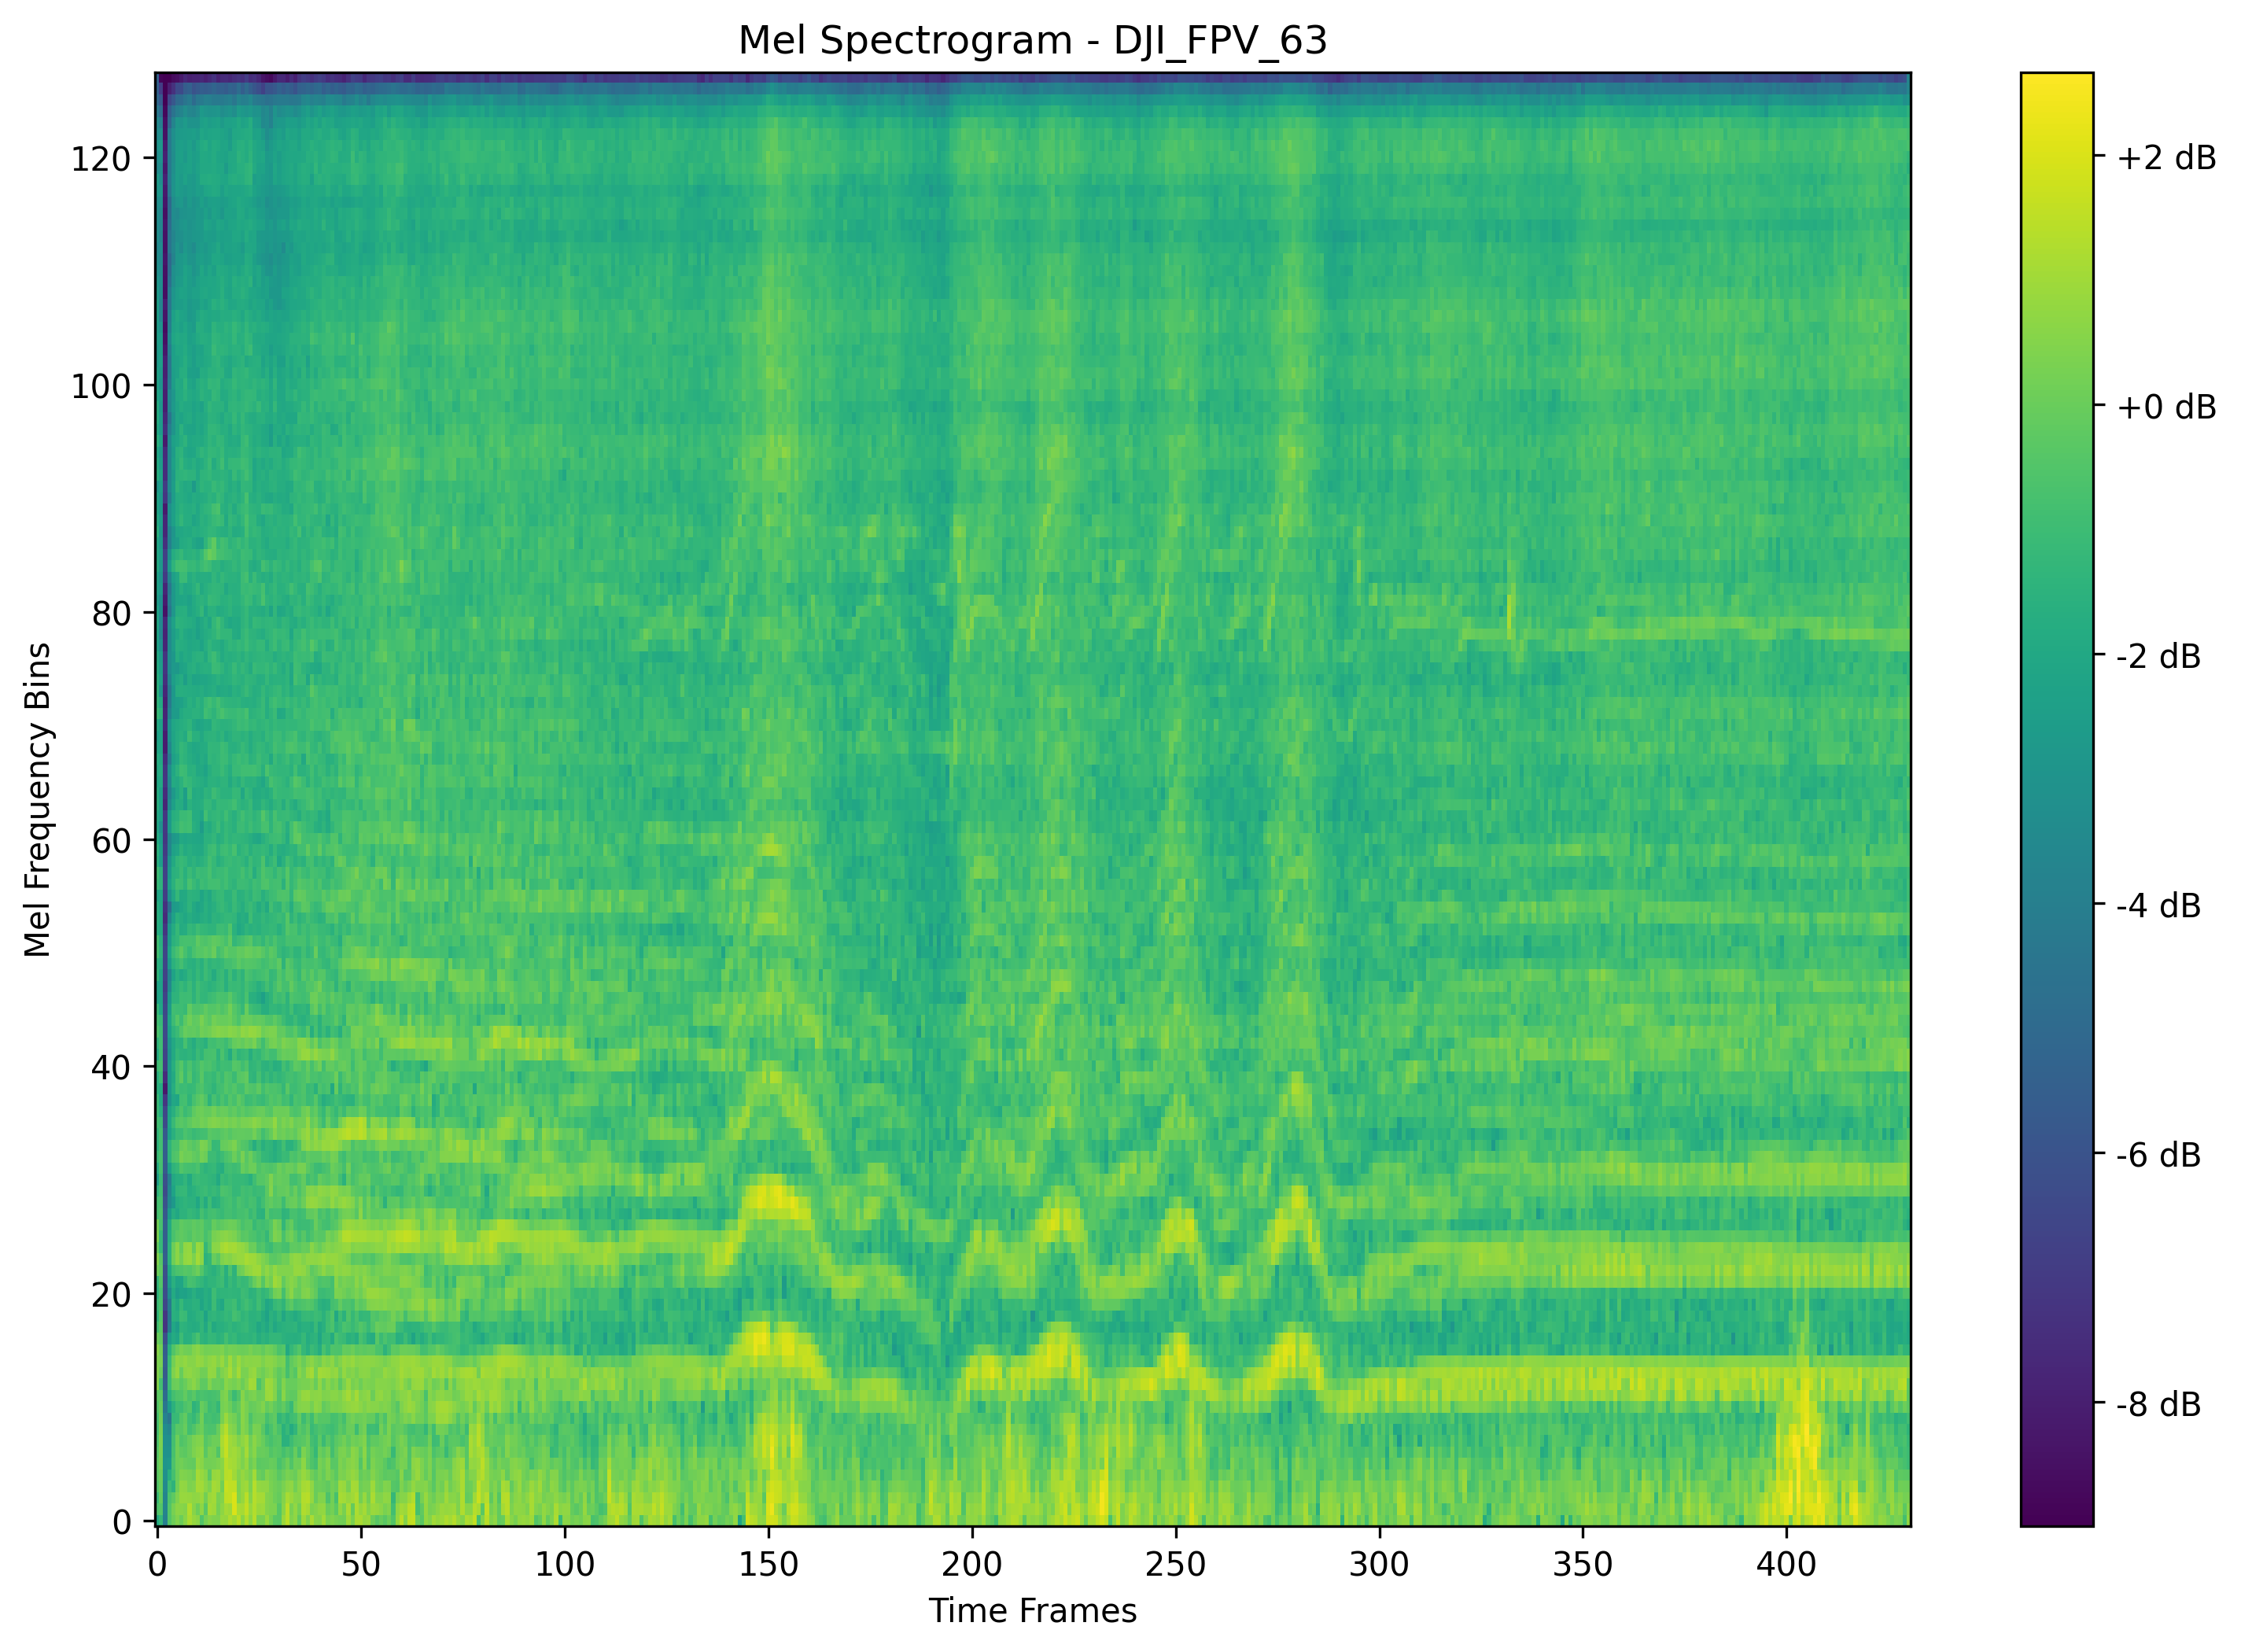 Mel Spectrogram - DJI_FPV_63
Mel Frequency Bins
120
100
80
60
40
20
0
0 50 100 150 200 250 300 350 400
Time Frames
+2 dB
+0 dB
-2 dB
-4 dB
-6 dB
-8 dB